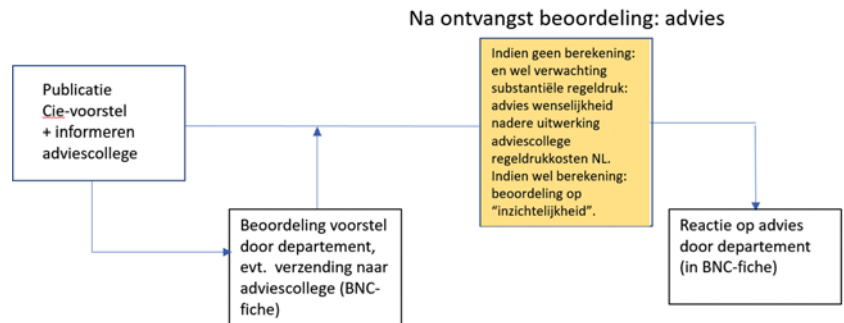 Na ontvangst beoordeling: advies
Publicatie
Cie-voorstel
+ informeren
adviescollege
Indien geen berekening:
en wel verwachting
substantiële regeldruk:
advies wenselijkheid
nadere uitwerking
adviescollege
regeldrukkosten NL.
Indien wel berekening:
beoordeling op
“inzichtelijkheid”.
Beoordeling voorstel
door departement,
evt. verzending naar
adviescollege (BNC-
fiche)
Reactie op advies
door departement
(in BNC-fiche)